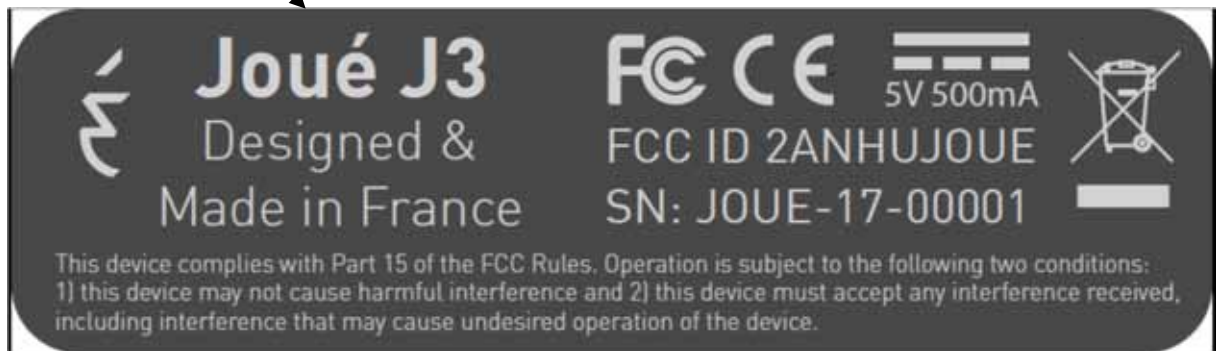 Joué J3
Designed &
Made in France
FC CE
5V 500mA
FCC ID 2ANHUJOUE
SN: JOUE-17-00001
This device complies with Part 15 of the FCC Rules. Operation is subject to the following two conditions:
1) this device may not cause harmful interference and 2) this device must accept any interference received,
including interference that may cause undesired operation of the device.